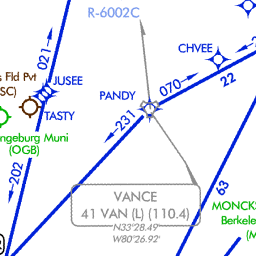 R-6002C
021
CHVEE
s Fld Pvt
SC)
JUSEE
070
22
PANDY
TASTY
231
ngeburg Muni
(OGB)
202
VANCE
41 VAN (L) (110.4)
N33°28.49'
W80°26.92'
63
MONCKS
Berkele
(M